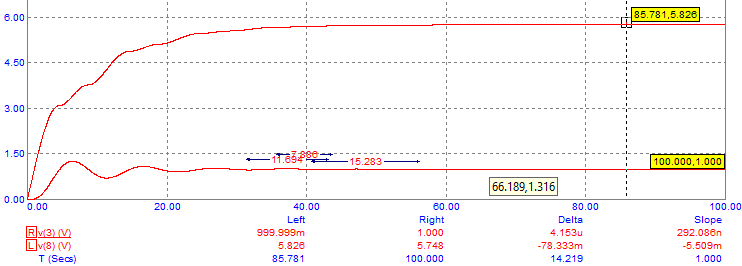 6.00
85.781,5.826
4.50
3.00
1.50
7.886
11.694
15.283
100.000,1.000
66.189,1.316
0.00
0.00 20.00 40.00 60.00 80.00 100.00
Left Right Delta Slope
R v(3) (V) 999.999m 1.000 4.153u 292.086n
L v(8) (V) 5.826 5.748 -78.333m -5.509m
T (Secs) 85.781 100.000 14.219 1.000